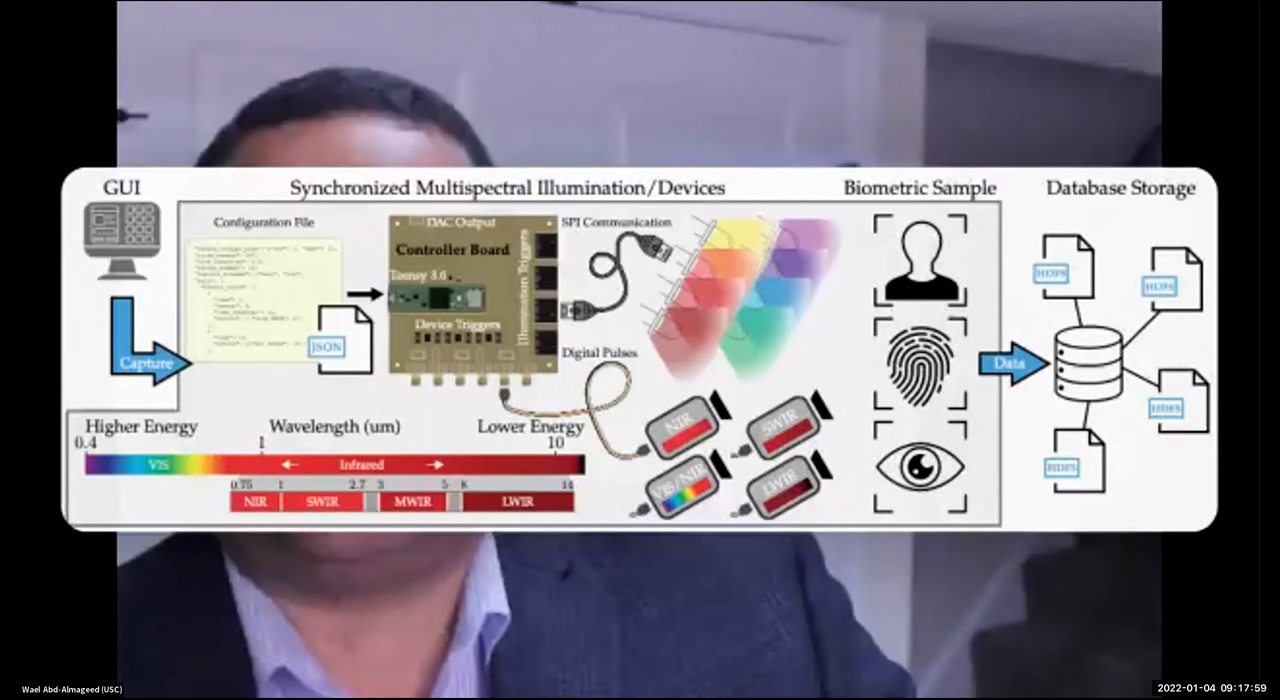 GUI
Synchronized Multispectral Illumination/Devices
Biometric Sample
Database Storage
Configuration File
JSON
Capture
DAC Output
Controller Board
Teensy 3.6
Device Triggers
Illumination Triggers
SPI Communication
Digital Pulses
NIR
SWIR
VIS/NIR
LWIR
Data
HDF5
HDF5
HDF5
HDF5
Higher Energy
Wavelength (um)
Lower Energy
0.4
1
10
VIS
Infrared
0.75
1
2.7
3
5
8
14
NIR
SWIR
MWIR
LWIR
Wael Abd-Almageed (USC)
2022-01-04 09:17:59